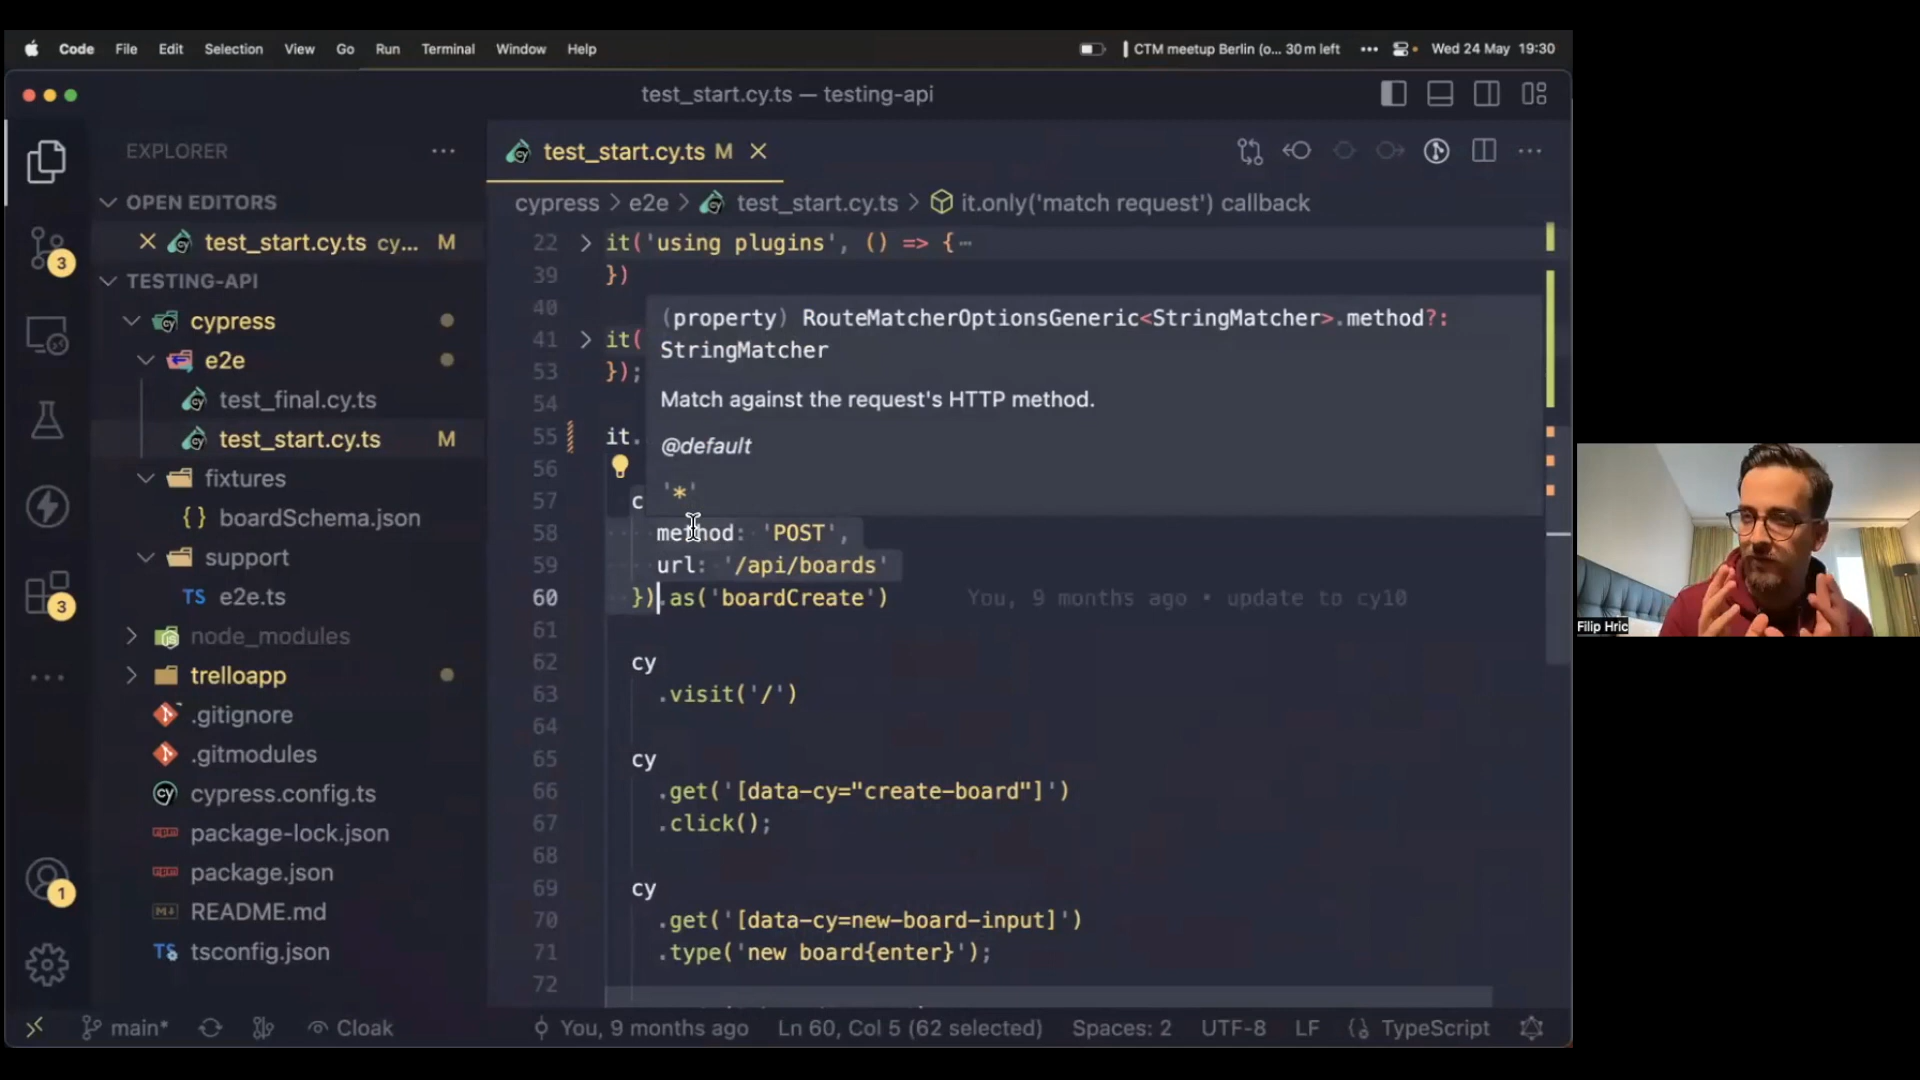 Code File Edit Selection View Go Run Terminal Window Help CTM meetup Berlin (o... 30 m left ••• Wed 24 May 19:30
test_start.cy.ts — testing-api
EXPLORER ···
OPEN EDITORS
test_start.cy.ts cy... M
TESTING-API
cypress
e2e
test_final.cy.ts
test_start.cy.ts M
fixtures
{} boardSchema.json
support
TS e2e.ts
node_modules
trelloapp
.gitignore
.gitmodules
cy cypress.config.ts
package-lock.json
package.json
README.md
TS tsconfig.json
3
3
1
test_start.cy.ts M
cypress > e2e > test_start.cy.ts > it.only('match request') callback
22 > it('using plugins', () => {···
39 })
40
41 > it(
53 });
54
55 it.
56
57 c
(property) RouteMatcherOptionsGeneric<StringMatcher>.method?:
StringMatcher
Match against the request's HTTP method.
@default
'*'
58 method: 'POST',
59 url: '/api/boards'
60 }).as('boardCreate') You, 9 months ago • update to cy10
61
62 cy
63 .visit('/')
64
65 cy
66 .get('[data-cy="create-board"]')
67 .click();
68
69 cy
70 .get('[data-cy=new-board-input]')
71 .type('new board{enter}');
72
main* Cloak You, 9 months ago Ln 60, Col 5 (62 selected) Spaces: 2 UTF-8 LF TypeScript
Filip Hric